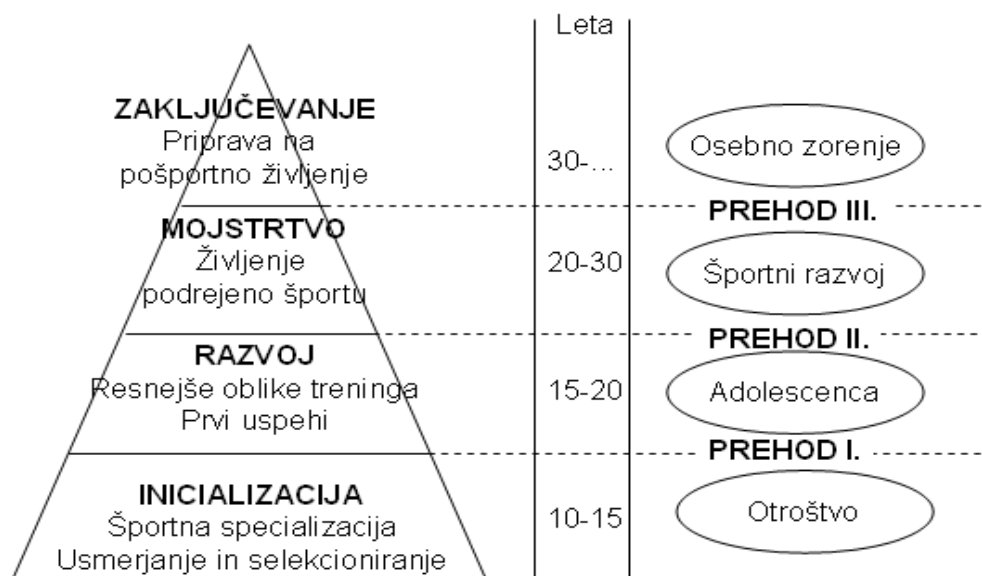 Leta
ZAKLJUČEVANJE
Priprava na
pošportno življenje
30-...
Osebno zorenje
PREHOD III.
MOJSTRTVO
Življenje
podrejeno športu
20-30
Športni razvoj
PREHOD II.
RAZVOJ
Resnejše oblike treninga
Prvi uspehi
15-20
Adolescenca
PREHOD I.
INICIALIZACIJA
Športna specializacija
Usmerjanje in selekcioniranje
10-15
Otroštvo